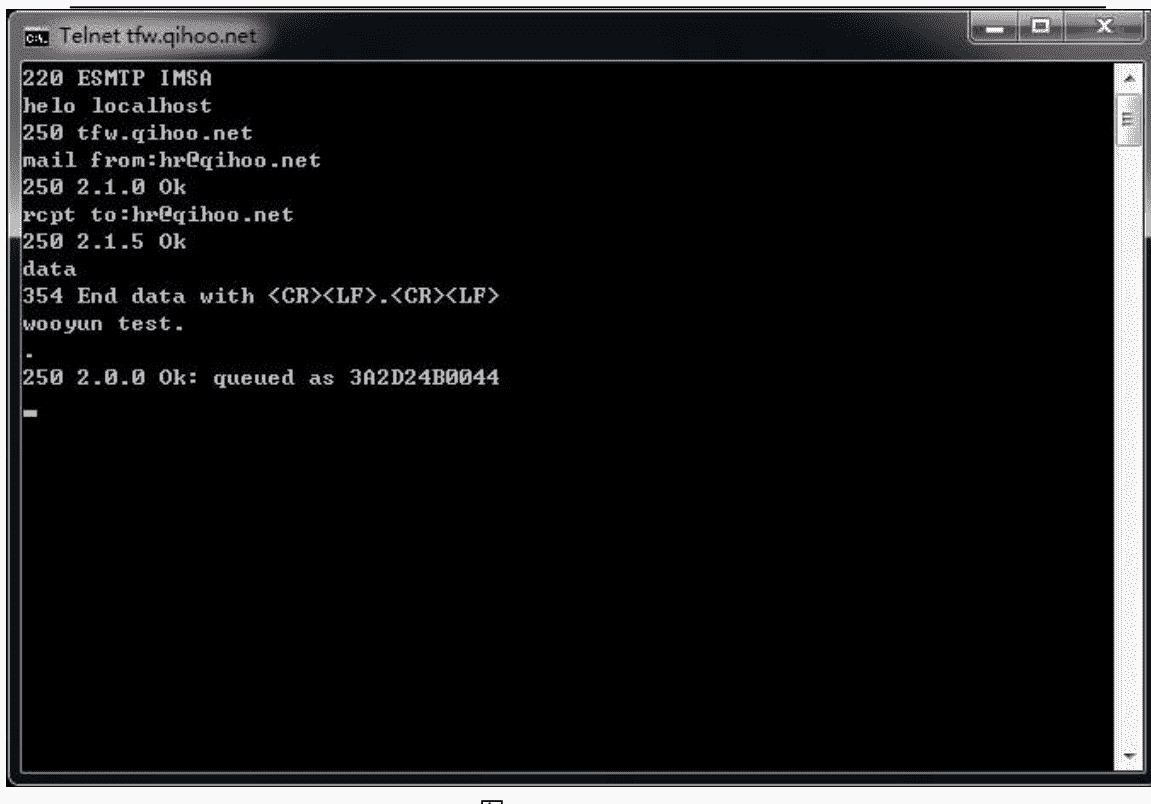 Telnet tfw.qihoo.net
220 ESMTP IMSA
helo localhost
250 tfw.qihoo.net
mail from:hr@qihoo.net
250 2.1.0 Ok
rcpt to:hr@qihoo.net
250 2.1.5 Ok
data
354 End data with <CR><LF>.<CR><LF>
wooyun test.
.
250 2.0.0 Ok: queued as 3A2D24B0044